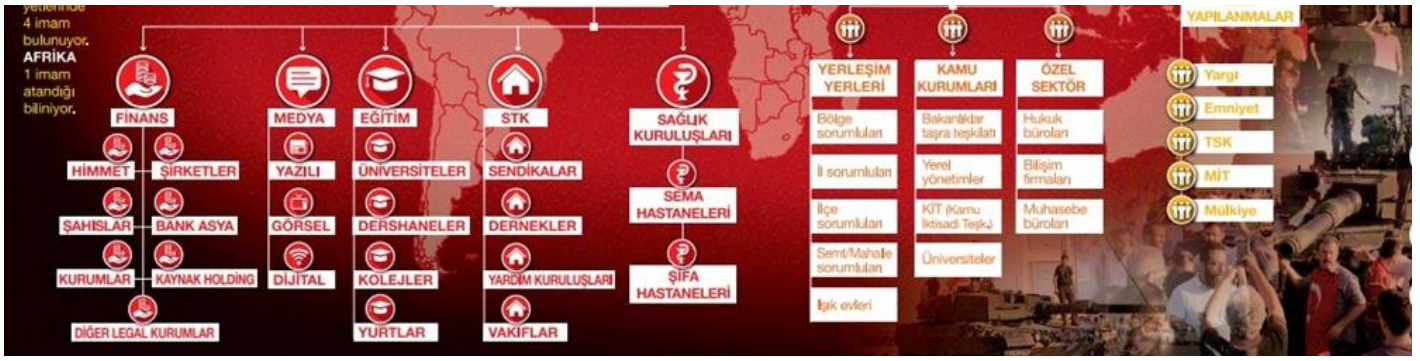 yetlerinde
4 imam
bulunuyor.
AFRİKA
1 imam
atandığı
biliniyor.
FİNANS
HİMMET
ŞİRKETLER
ŞAHISLAR
BANK ASYA
KURUMLAR
KAYNAK HOLDİNG
DİĞER LEGAL KURUMLAR
MEDYA
YAZILI
GÖRSEL
DİJİTAL
EĞİTİM
ÜNİVERSİTELER
DERSHANELER
KOLEJLER
YURTLAR
STK
SENDİKALAR
DERNEKLER
YARDIM KURULUŞLARI
VAKIFLAR
SAĞLIK
KURULUŞLARI
SEMA
HASTANELERİ
ŞİFA
HASTANELERİ
YERLEŞİM
YERLERİ
Bölge
sorumluları
İl sorumluları
İlçe
sorumluları
Semt/Mahalle
sorumluları
Işık evleri
KAMU
KURUMLARI
Bakanlıklar
taşra teşkilatı
Yerel
yönetimler
KİT (Kamu
İktisadi Teşk.)
Üniversiteler
ÖZEL
SEKTÖR
Hukuk
büroları
Bilişim
firmaları
Muhasebe
büroları
YAPILANMALAR
Yargı
Emniyet
TSK
MİT
Mülkiye